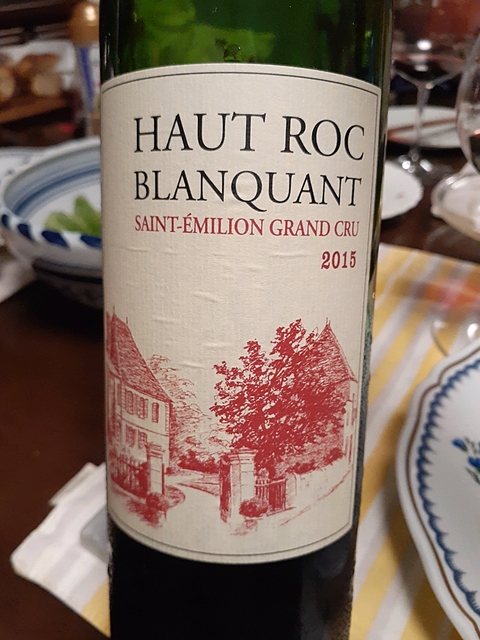 HAUT ROC
BLANQUANT
SAINT-ÉMILION GRAND CRU
2015